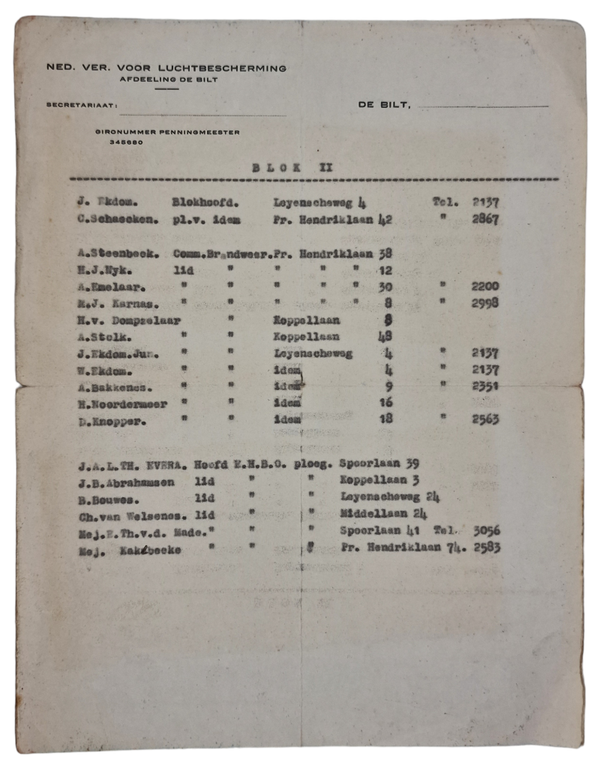 NED. VER. VOOR LUCHTBESCHERMING
AFDEELING DE BILT
SECRETARIAAT:
DE BILT,
GIRONUMMER PENNINGMEESTER
345680
BLOK II
J. Ekdom. Blokhoofd. Leyenscheweg 4 Tel. 2137
C.Schaecken. pl.v. idem Pr. Hendriklaan 42 " 2867
A.Steenbeek. Comm.Brandweer.Pr. Hendriklaan 38
H.J.Nyk. lid " " " " 12
A.Emelaar. " " " " " 30 " 2200
M.J. Karnas. " " " " " 8 " 2998
H.v. Dompzelaar " Koppellaan 8
A.Stolk. " " Koppellaan 48
J.Ekdom.Jun. " " Leyenscheweg 4 " 2137
W.Ekdom. " " idem 4 " 2137
A.Bakkenes. " " idem" 9 " 2351
H.Noordermeer " " idem 16
D.Knopper. " " idem 18 " 2563
J.A.L.TH. EVERA. Hoofd E.H.B.O. ploeg. Spoorlaan 39
J.B.Abrahamsen lid " " Koppellaan 3
B.Bouwes. lid " " Leyenscheweg 24
Ch.van Welsenes. lid " " Middellaan 24
Mej.E.Th.v.d. Made." " " Spoorlaan 41 Tel. 3056
Mej. Kakebeeke " " " Pr. Hendriklaan 74. 2583